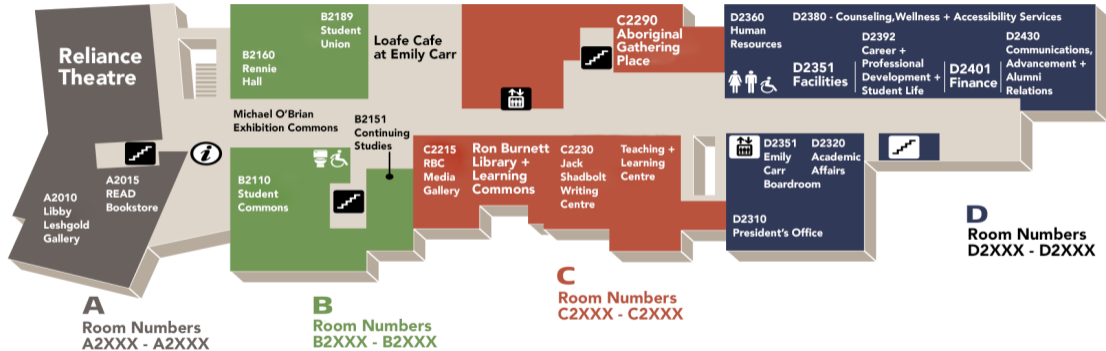 Reliance
Theatre
A2010
Libby
Leshgold
Gallery
A2015
READ
Bookstore
A
Room Numbers
A2XXX - A2XXX
i
B2160
Rennie
Hall
B2189
Student
Union
Loafe Cafe
at Emily Carr
Michael O'Brian
Exhibition Commons
B2151
Continuing
Studies
B2110
Student
Commons
B
Room Numbers
B2XXX - B2XXX
C2290
Aboriginal
Gathering
Place
C2215
RBC
Media
Gallery
Ron Burnett
Library +
Learning
Commons
C2230
Jack
Shadbolt
Writing
Centre
Teaching +
Learning
Centre
C
Room Numbers
C2XXX - C2XXX
D2360
Human
Resources
D2380 - Counseling,Wellness + Accessibility Services
D2351
Facilities
D2392
Career +
Professional
Development +
Student Life
D2401
Finance
D2430
Communications,
Advancement +
Alumni
Relations
D2351
Emily
Carr
Boardroom
D2320
Academic
Affairs
D2310
President's Office
D
Room Numbers
D2XXX - D2XXX